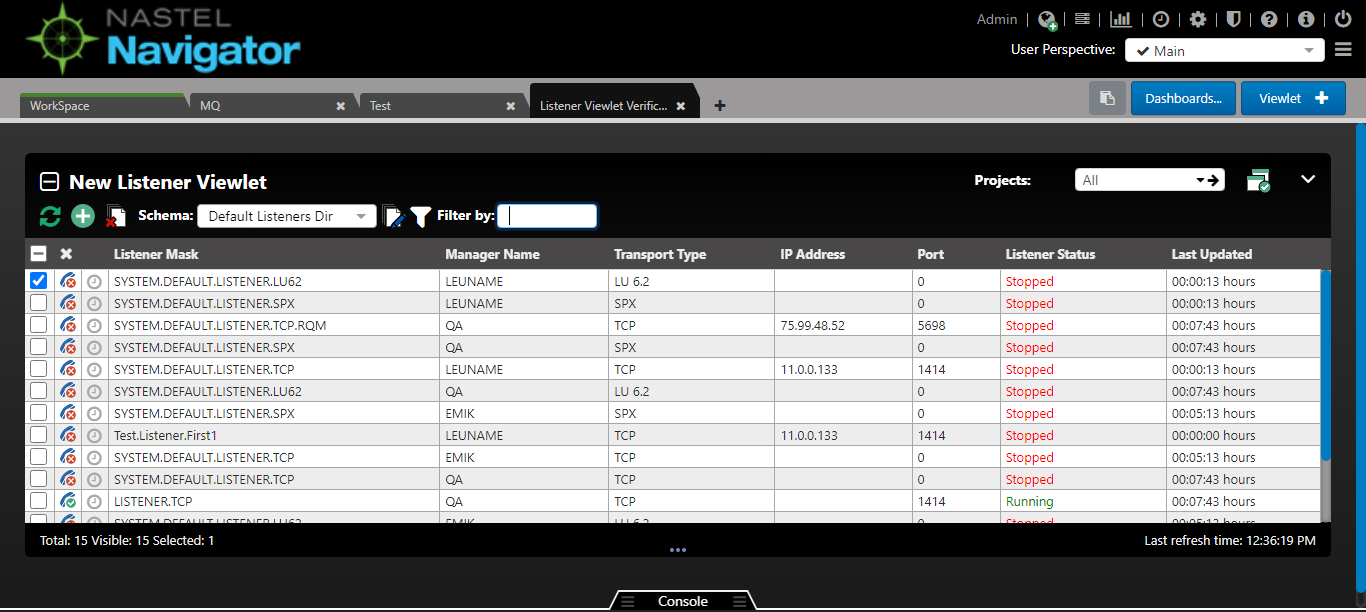 NASTEL
Navigator
Admin
User Perspective: Main
WorkSpace MQ Test Listener Viewlet Verific...
Dashboards... Viewlet
New Listener Viewlet Projects: All
Schema: Default Listeners Dir Filter by:
Listener Mask Manager Name Transport Type IP Address Port Listener Status Last Updated
SYSTEM.DEFAULT.LISTENER.LU62 LEUNAME LU 6.2 0 Stopped 00:00:13 hours
SYSTEM.DEFAULT.LISTENER.SPX LEUNAME SPX 0 Stopped 00:00:13 hours
SYSTEM.DEFAULT.LISTENER.TCP.RQM QA TCP 75.99.48.52 5698 Stopped 00:07:43 hours
SYSTEM.DEFAULT.LISTENER.SPX QA SPX 0 Stopped 00:07:43 hours
SYSTEM.DEFAULT.LISTENER.TCP LEUNAME TCP 11.0.0.133 1414 Stopped 00:00:13 hours
SYSTEM.DEFAULT.LISTENER.LU62 QA LU 6.2 0 Stopped 00:07:43 hours
SYSTEM.DEFAULT.LISTENER.SPX EMIK SPX 0 Stopped 00:05:13 hours
Test.Listener.First1 LEUNAME TCP 11.0.0.133 1414 Stopped 00:00:00 hours
SYSTEM.DEFAULT.LISTENER.TCP EMIK TCP 0 Stopped 00:05:13 hours
SYSTEM.DEFAULT.LISTENER.TCP QA TCP 0 Stopped 00:07:43 hours
LISTENER.TCP QA TCP 1414 Running 00:07:43 hours
SYSTEM.DEFAULT.LISTENER.LU62 EMIK LU 6.2 0 Stopped 00:05:13 hours
Total: 15 Visible: 15 Selected: 1 Last refresh time: 12:36:19 PM
Console